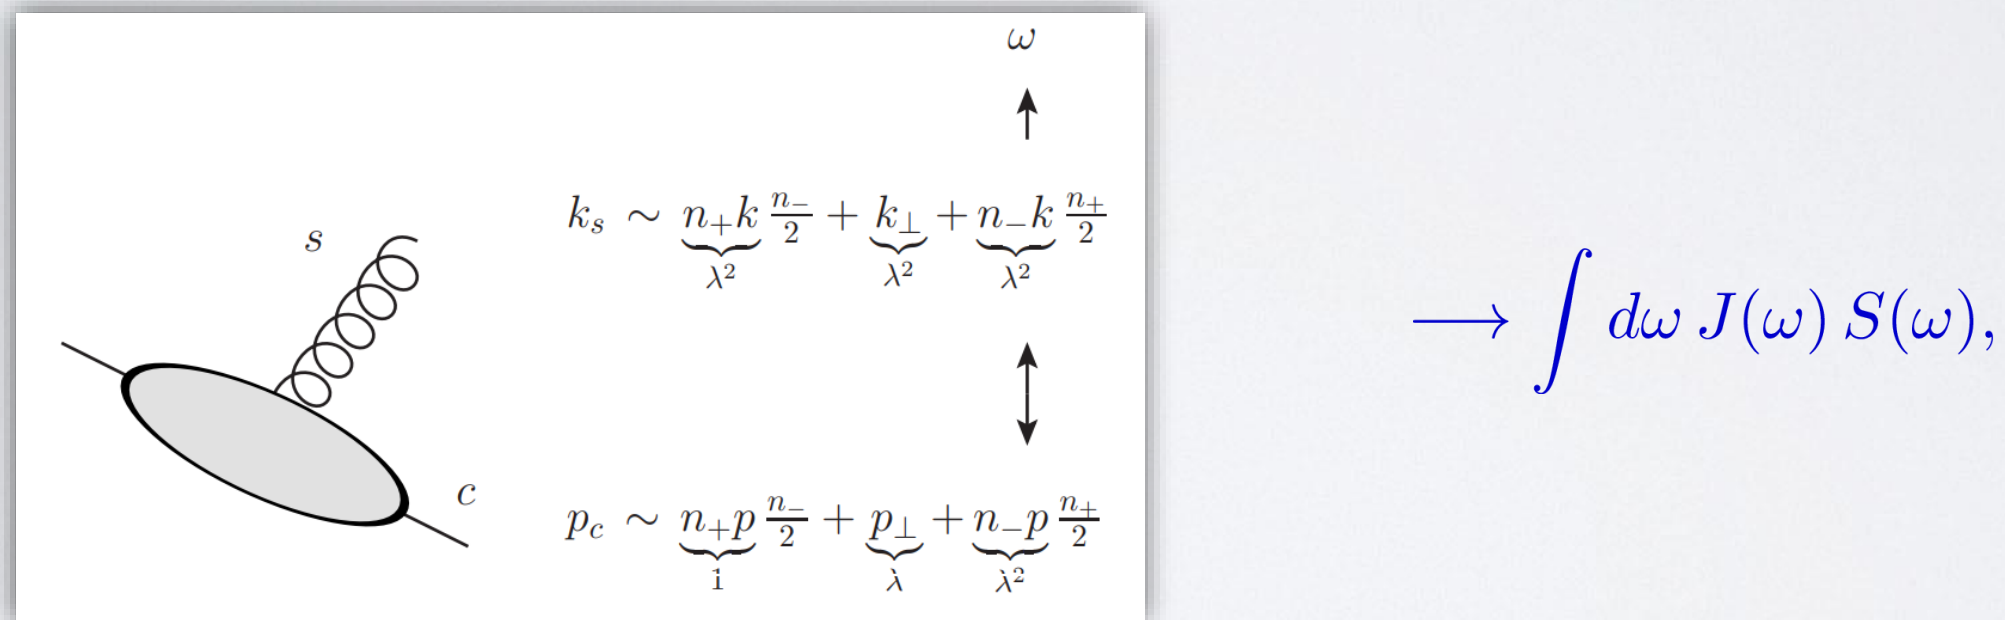 ω
k_s ∼ n_+k n_-/2 + k_⊥ + n_-k n_+/2
λ² λ² λ²
s
⟶ ∫ dω J(ω) S(ω),
c
p_c ∼ n_+p n_-/2 + p_⊥ + n_-p n_+/2
1 λ λ²